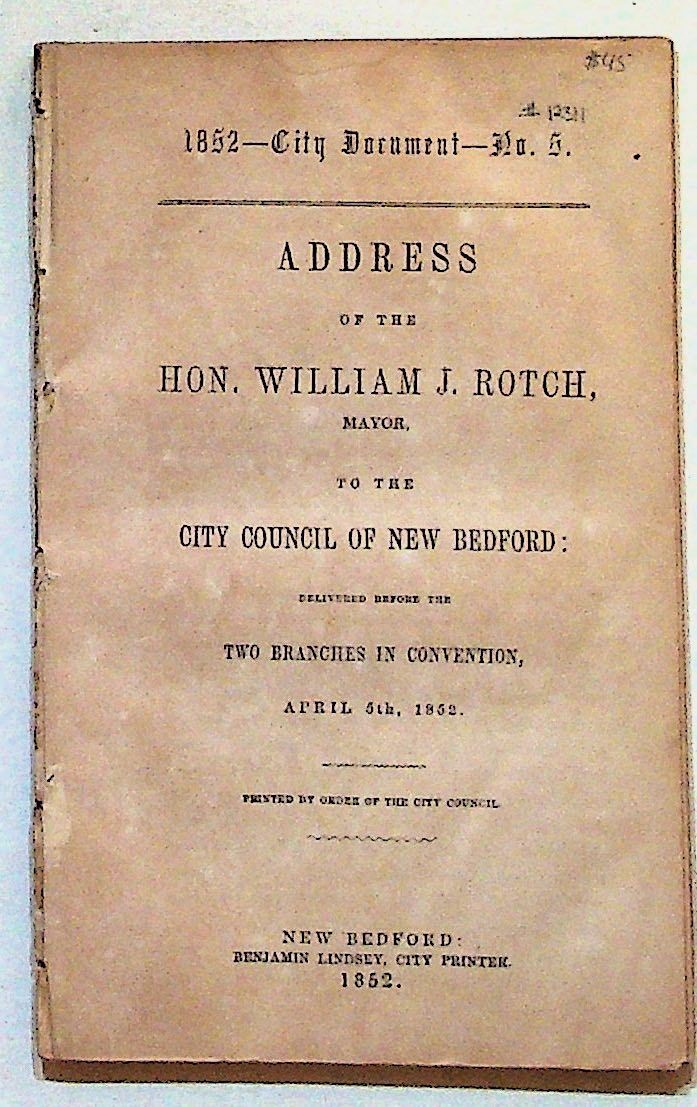 $45
1852—City Document—No. 5.
ADDRESS
OF THE
HON. WILLIAM J. ROTCH,
MAYOR,
TO THE
CITY COUNCIL OF NEW BEDFORD:
DELIVERED BEFORE THE
TWO BRANCHES IN CONVENTION,
APRIL 5th, 1852.
PRINTED BY ORDER OF THE CITY COUNCIL.
NEW BEDFORD:
BENJAMIN LINDSEY, CITY PRINTER.
1852.